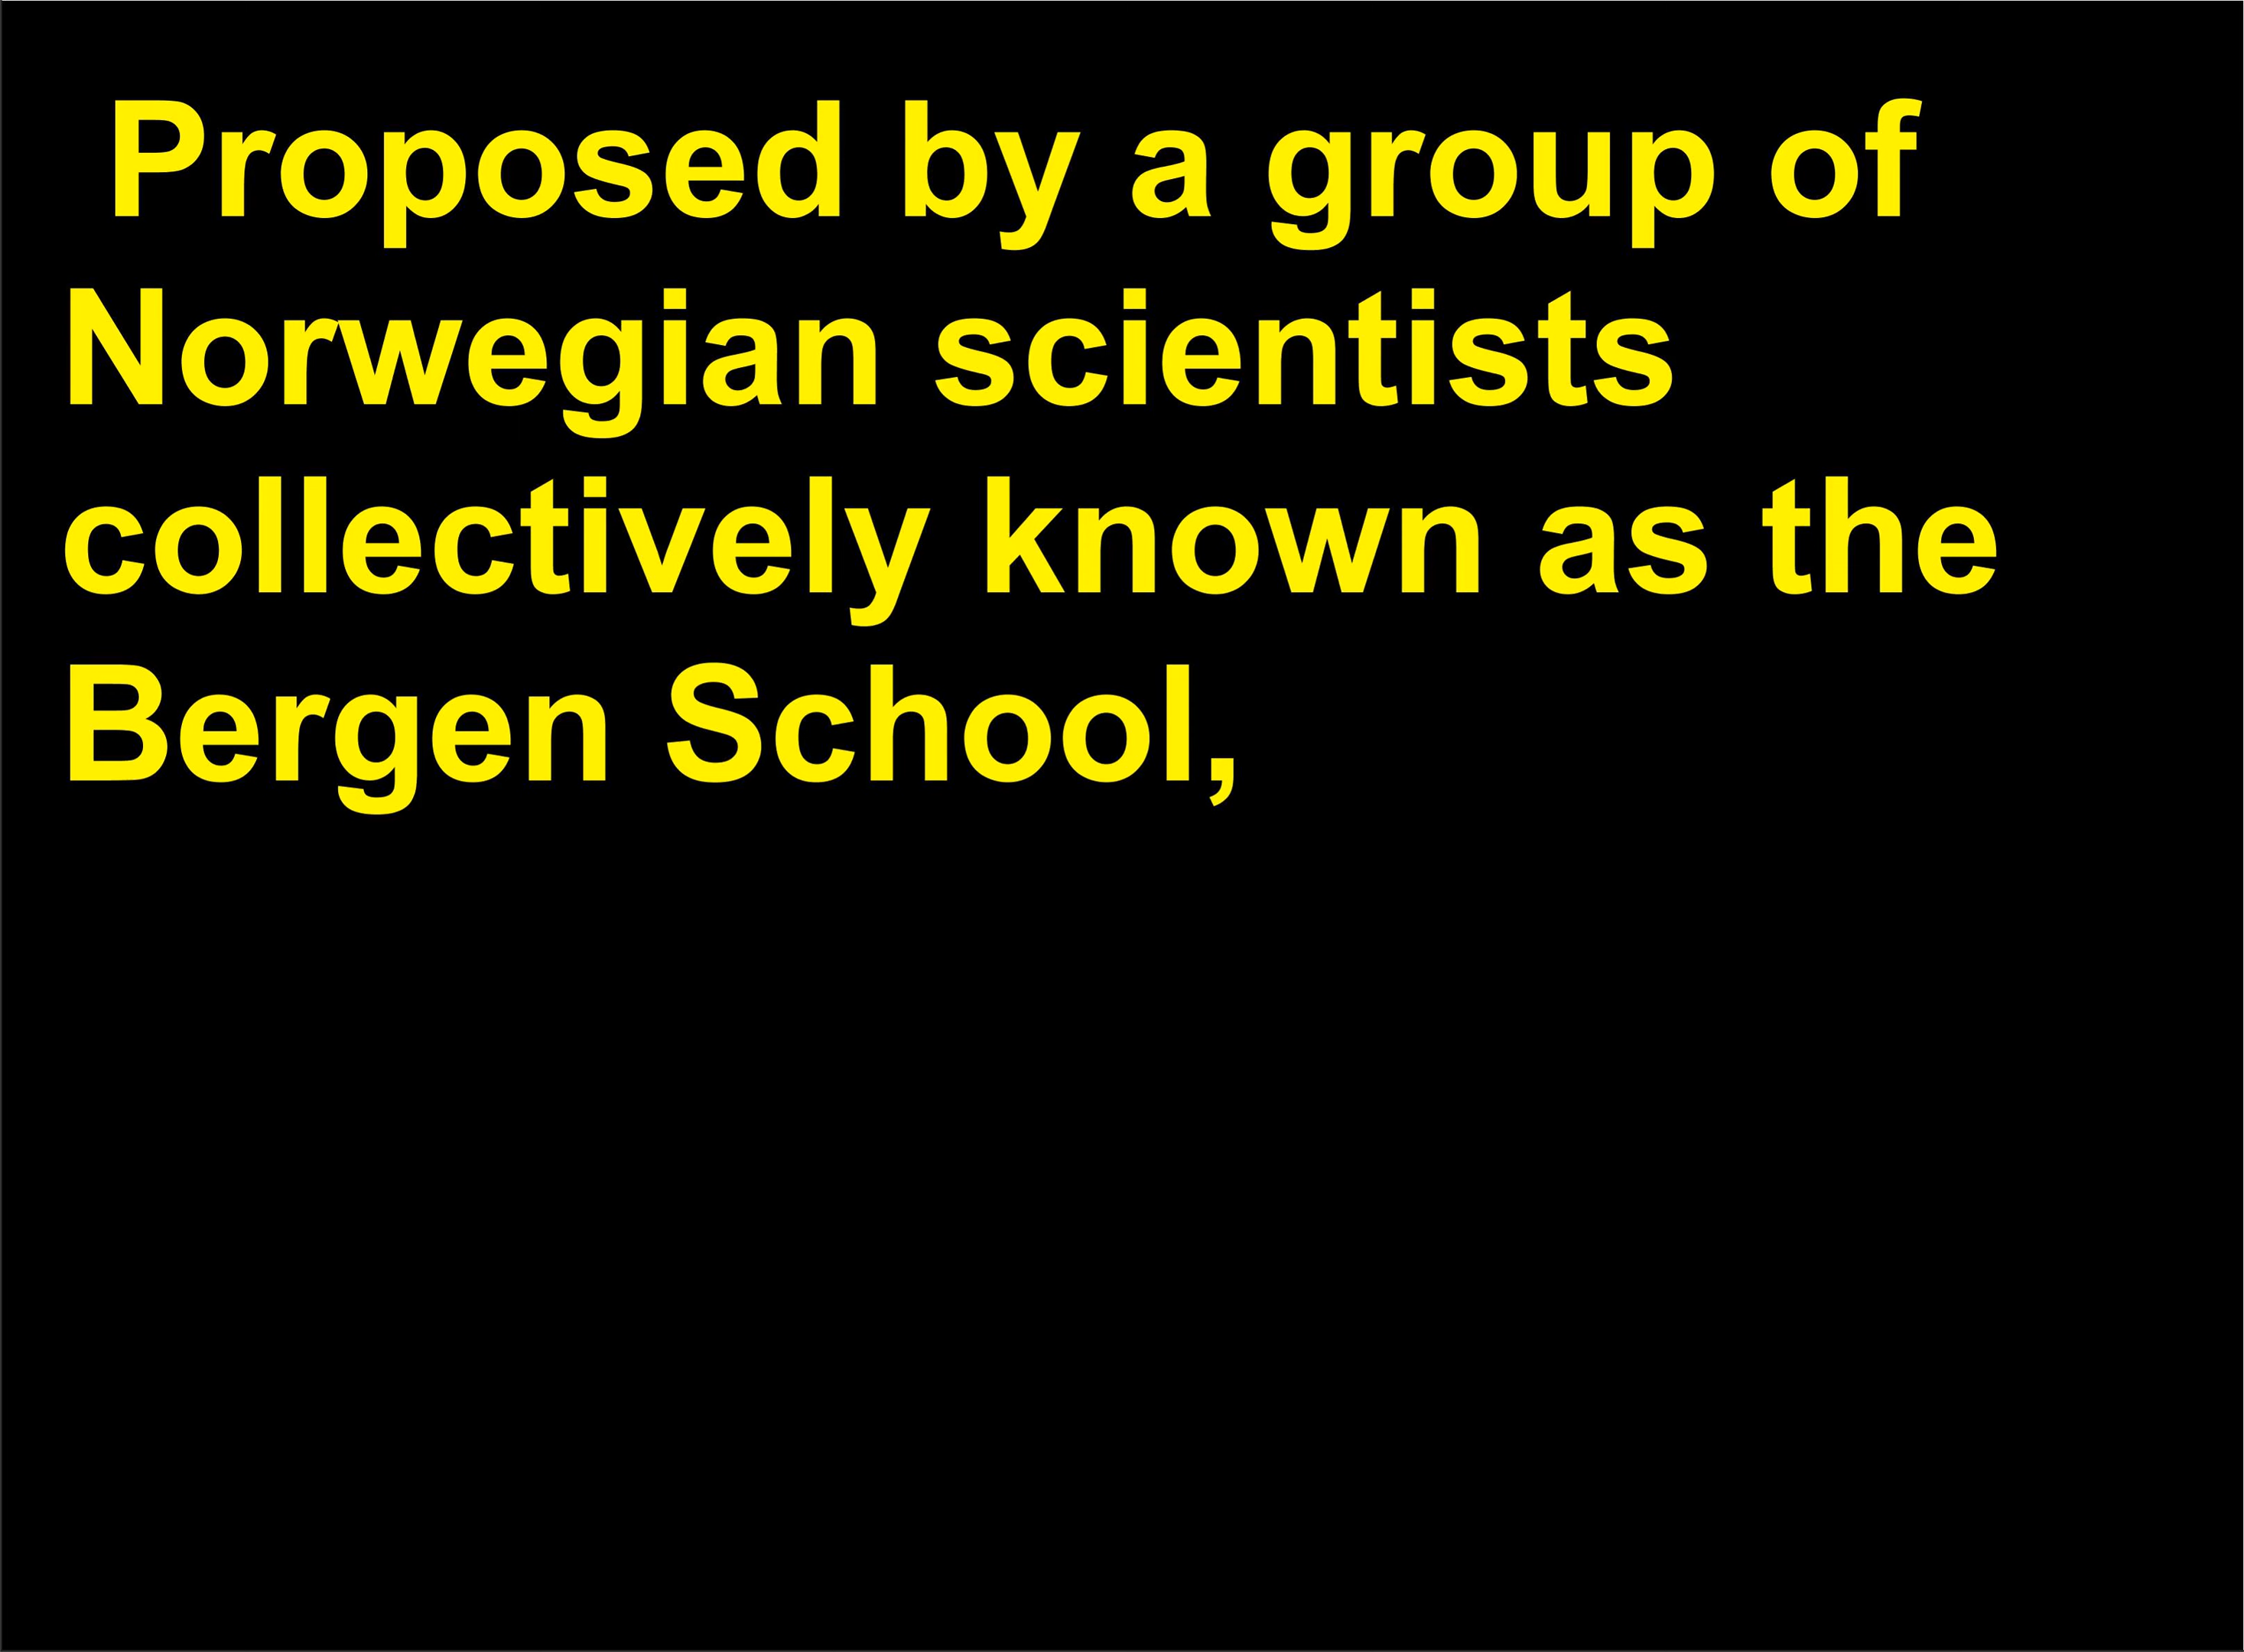 Proposed by a group of
Norwegian scientists
collectively known as the
Bergen School,